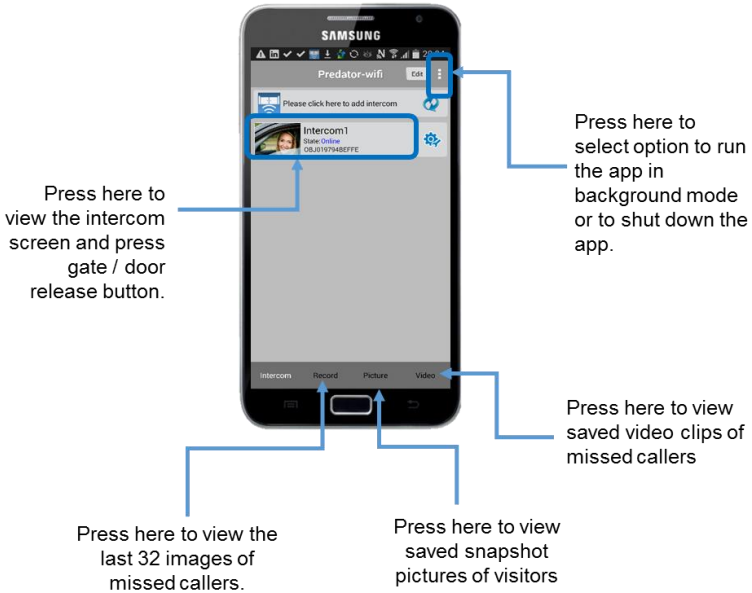 SAMSUNG
Predator-wifi
Edit
Please click here to add intercom
Intercom1
State: Online
Intercom
Record
Picture
Video
Press here to
select option to run
the app in
background mode
or to shut down the
app.
Press here to
view the intercom
screen and press
gate / door
release button.
Press here to view
saved video clips of
missed callers
Press here to view the
last 32 images of
missed callers.
Press here to view
saved snapshot
pictures of visitors